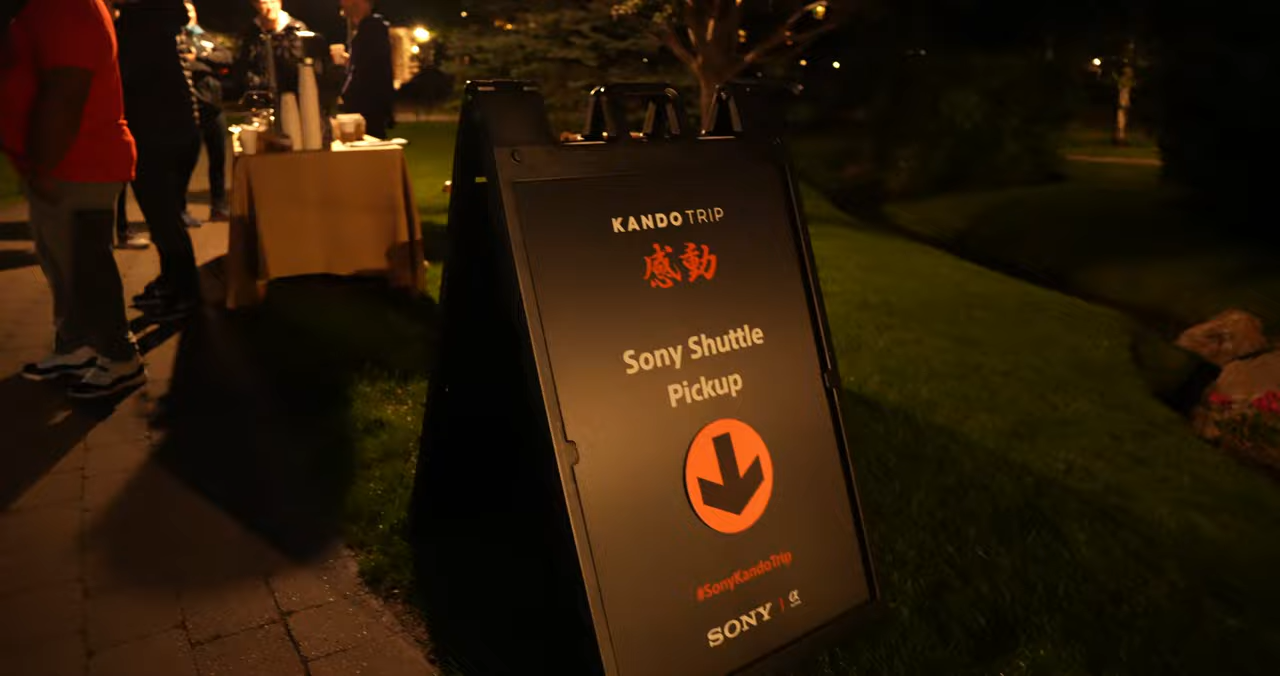 KANDO TRIP
感動
Sony Shuttle
Pickup
#SonyKandoTrip
SONY | α